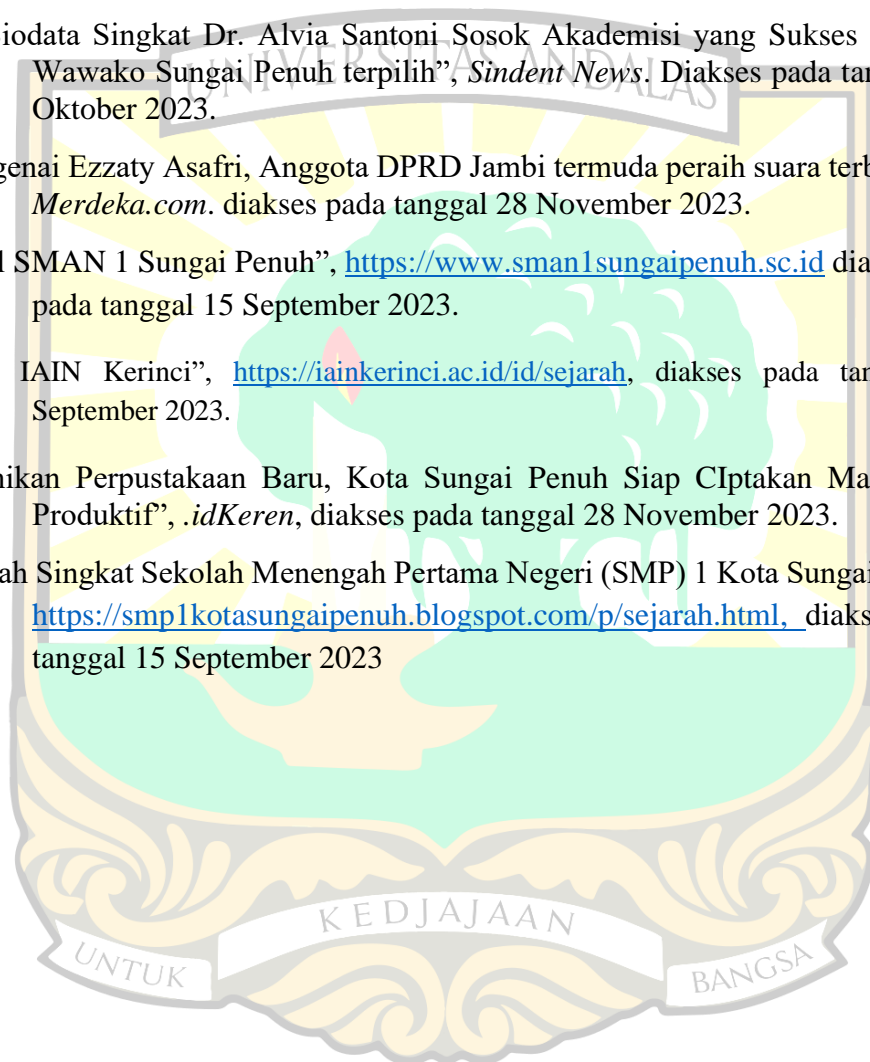 iodata Singkat Dr. Alvia Santoni Sosok Akademisi yang Sukses
UNIVERSITAS ANDALAS
Wawako Sungai Penuh terpilih”, Sindent News. Diakses pada tan
Oktober 2023.
genai Ezzaty Asafri, Anggota DPRD Jambi termuda peraih suara terb
Merdeka.com. diakses pada tanggal 28 November 2023.
l SMAN 1 Sungai Penuh”, https://www.sman1sungaipenuh.sc.id dia
pada tanggal 15 September 2023.
IAIN Kerinci”, https://iainkerinci.ac.id/id/sejarah, diakses pada tan
September 2023.
nikan Perpustakaan Baru, Kota Sungai Penuh Siap CIptakan Ma
Produktif”, .idKeren, diakses pada tanggal 28 November 2023.
ah Singkat Sekolah Menengah Pertama Negeri (SMP) 1 Kota Sungai
https://smp1kotasungaipenuh.blogspot.com/p/sejarah.html, diaks
tanggal 15 September 2023
UNTUK KEDJAJAAN BANGSA